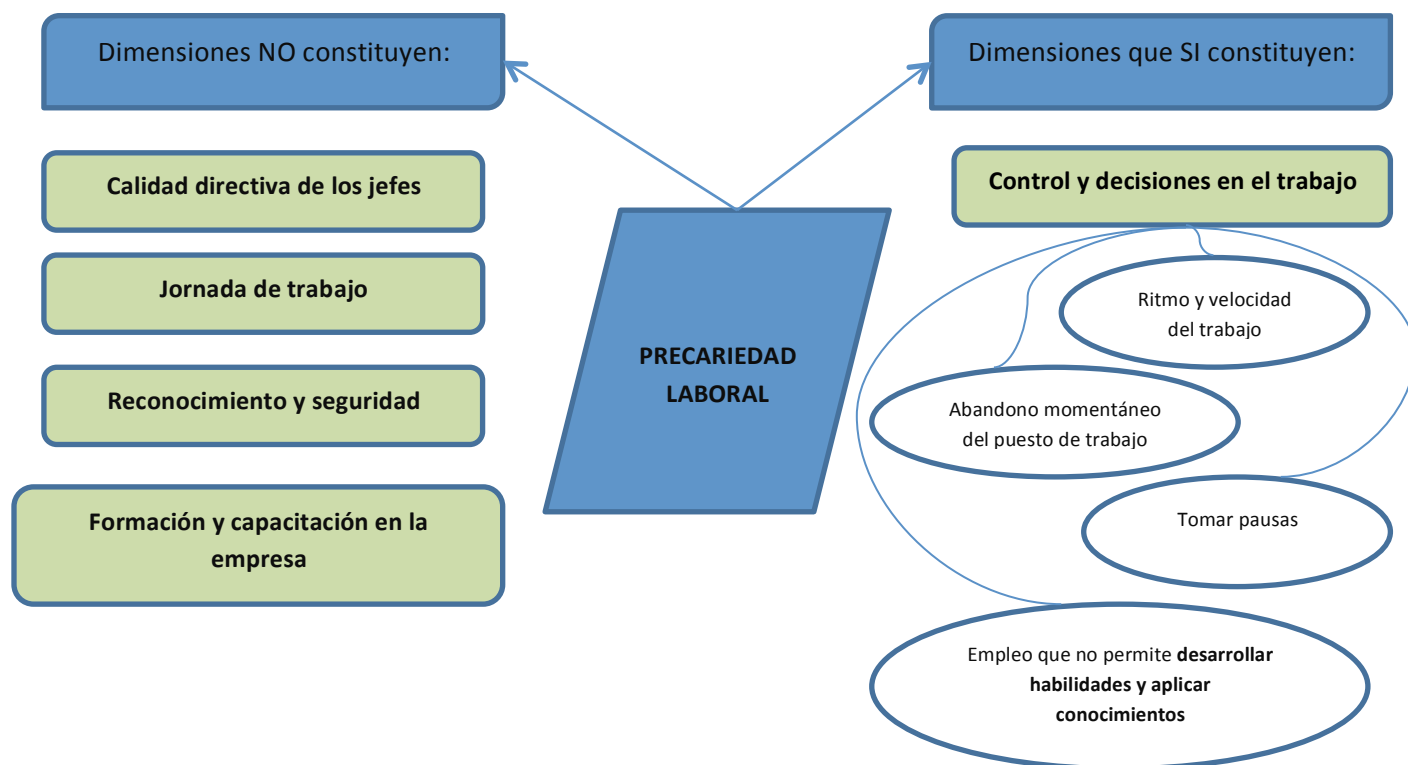 Dimensiones NO constituyen:
Calidad directiva de los jefes
Jornada de trabajo
Reconocimiento y seguridad
Formación y capacitación en la
empresa
PRECARIEDAD
LABORAL
Dimensiones que SI constituyen:
Control y decisiones en el trabajo
Ritmo y velocidad
del trabajo
Abandono momentáneo
del puesto de trabajo
Tomar pausas
Empleo que no permite desarrollar
habilidades y aplicar
conocimientos